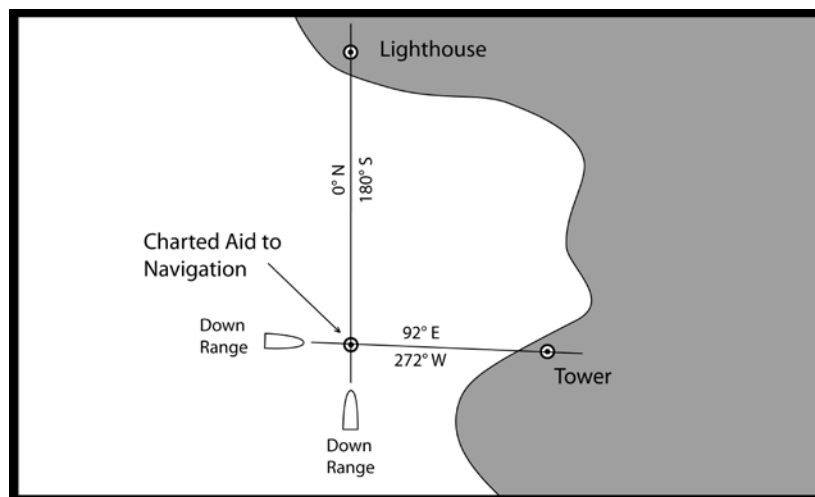 Lighthouse
0° N
180° S
Charted Aid to
Navigation
Down
Range
92° E
272° W
Tower
Down
Range